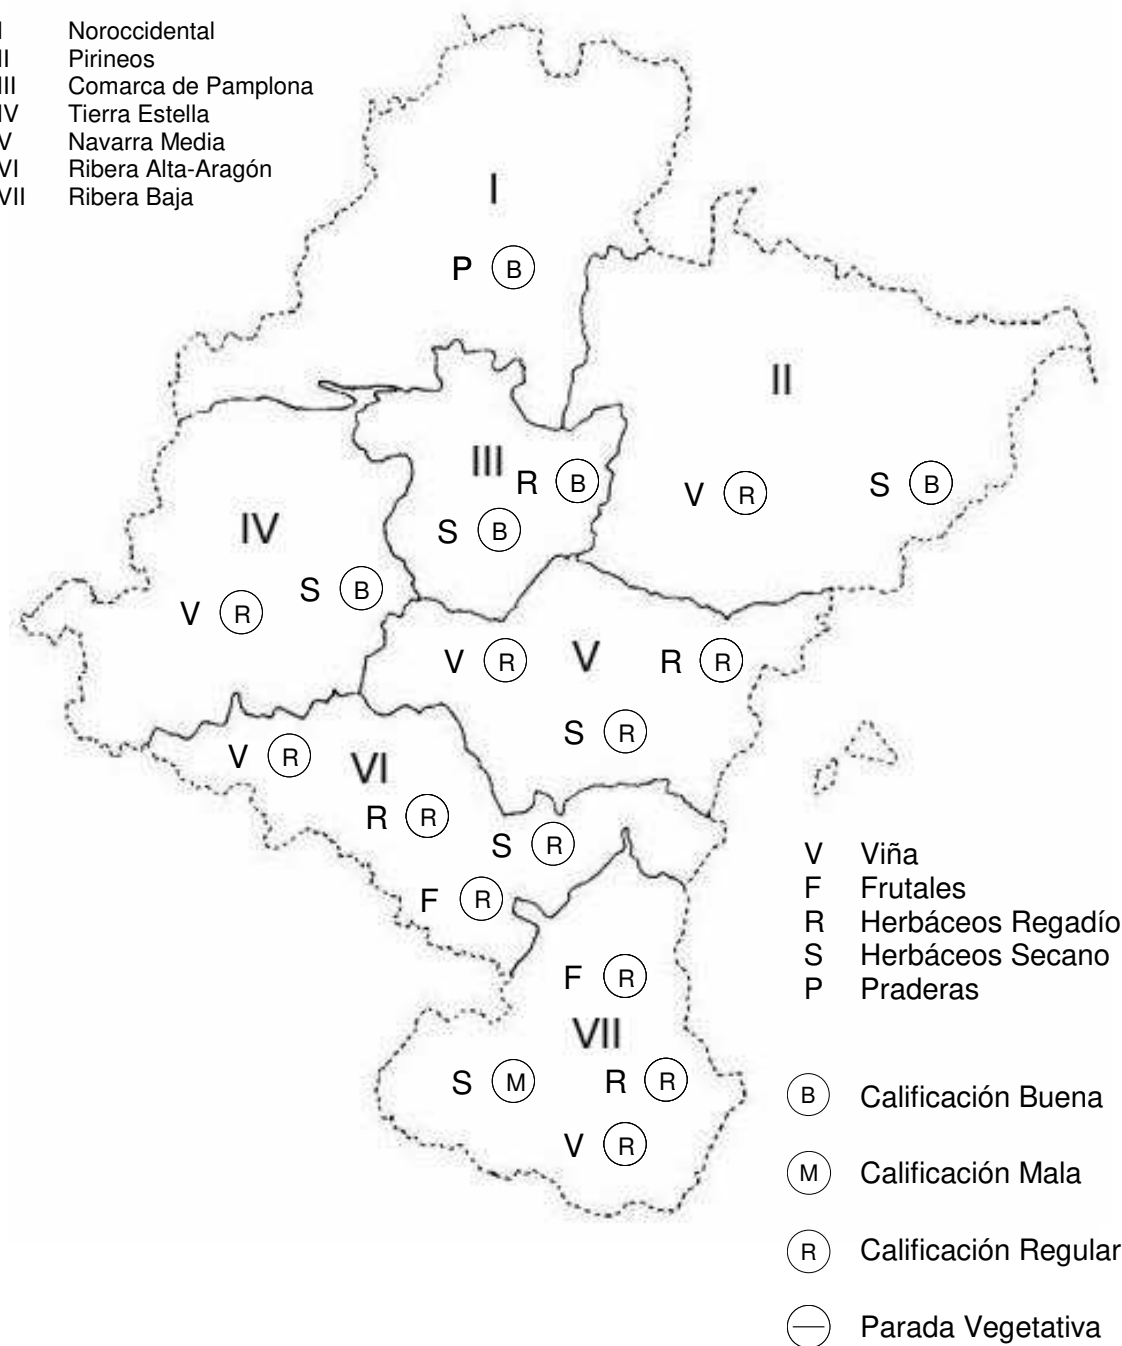 I Noroccidental
II Pirineos
III Comarca de Pamplona
IV Tierra Estella
V Navarra Media
VI Ribera Alta-Aragón
VII Ribera Baja
I
P B
II
III
R B
V R
S B
S B
IV
S B
V R
V R
V
R R
S R
V R
VI
R R
S R
F R
F R
VII
S M
R R
V R
V Viña
F Frutales
R Herbáceos Regadío
S Herbáceos Secano
P Praderas
B Calificación Buena
M Calificación Mala
R Calificación Regular
Parada Vegetativa